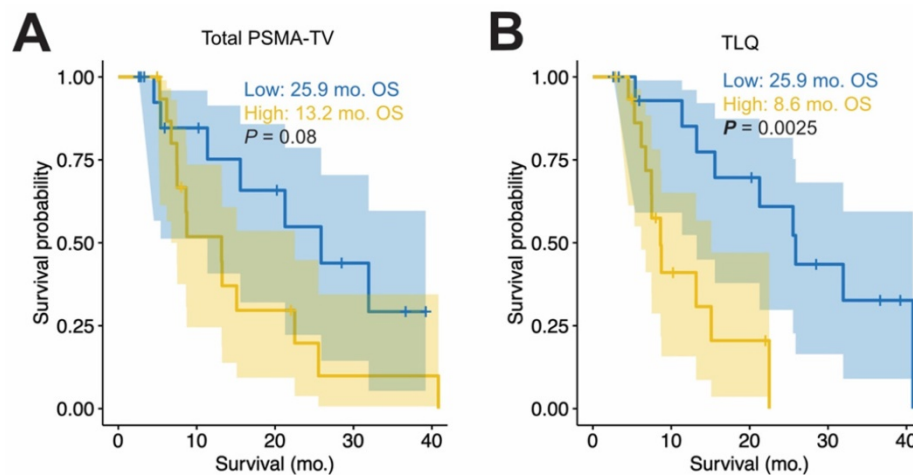 A
Total PSMA-TV
Low: 25.9 mo. OS
High: 13.2 mo. OS
P = 0.08
Survival probability
1.00
0.75
0.50
0.25
0.00
0 10 20 30 40
Survival (mo.)
B
TLQ
Low: 25.9 mo. OS
High: 8.6 mo. OS
P = 0.0025
Survival probability
1.00
0.75
0.50
0.25
0.00
0 10 20 30 40
Survival (mo.)